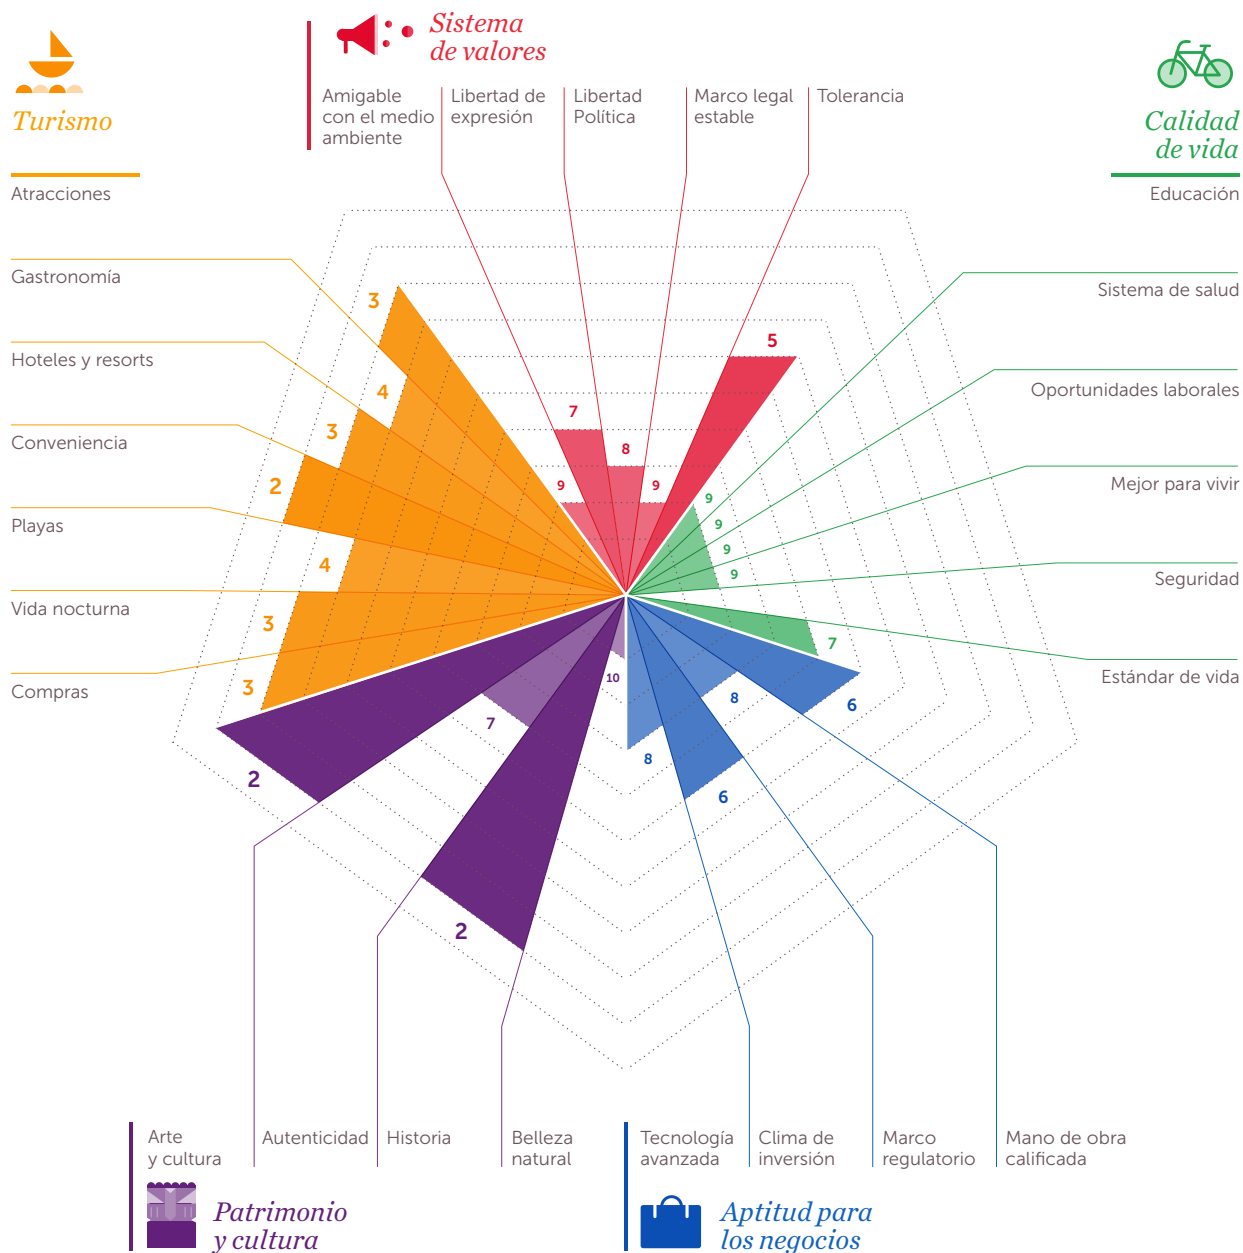 Sistema
de valores
Turismo
Calidad
de vida
Amigable
con el medio
ambiente
Libertad de
expresión
Libertad
Política
Marco legal
estable
Tolerancia
Atracciones
Gastronomía
Hoteles y resorts
Conveniencia
Playas
Vida nocturna
Compras
Educación
Sistema de salud
Oportunidades laborales
Mejor para vivir
Seguridad
Estándar de vida
3
4
3
2
4
3
3
9
7
8
9
5
9
9
9
9
7
2
7
2
10
8
6
8
6
Arte
y cultura
Autenticidad
Historia
Belleza
natural
Tecnología
avanzada
Clima de
inversión
Marco
regulatorio
Mano de obra
calificada
Patrimonio
y cultura
Aptitud para
los negocios